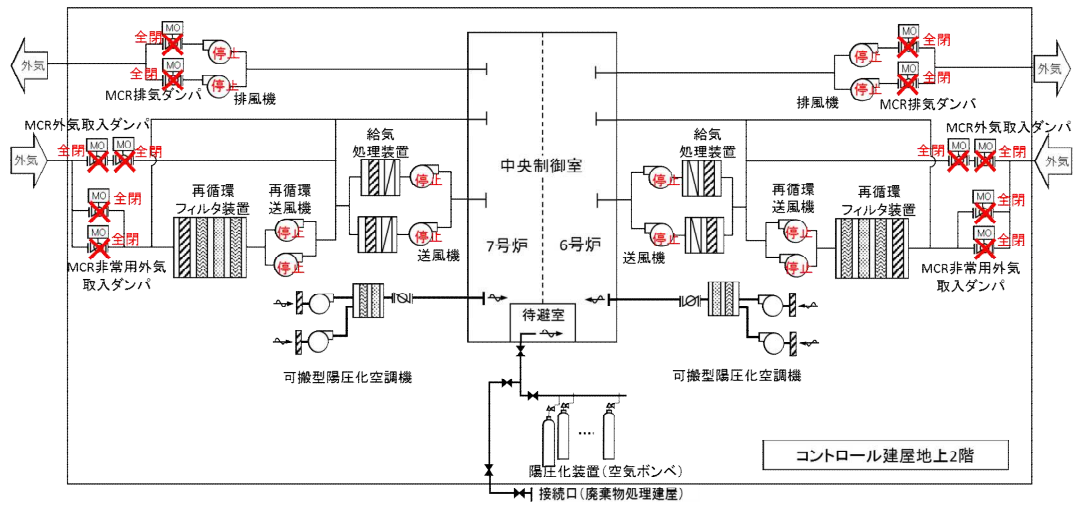 MO
全閉
停止
外気
MO
全閉
停止
MCR排気ダンパ
排風機
MO
全閉
停止
外気
MO
全閉
停止
排風機
MCR排気ダンパ
MCR外気取入ダンパ
外気
全閉
MO
MO
全閉
MO
全閉
MO
全閉
MCR非常用外気
取入ダンパ
再循環
フィルタ装置
再循環
送風機
停止
停止
給気
処理装置
停止
停止
送風機
中央制御室
7号炉
6号炉
待避室
給気
処理装置
停止
停止
送風機
再循環
送風機
停止
停止
再循環
フィルタ装置
MCR外気取入ダンパ
全閉
MO
MO
全閉
外気
MO
全閉
MO
全閉
MCR非常用外気
取入ダンパ
可搬型陽圧化空調機
可搬型陽圧化空調機
陽圧化装置(空気ボンベ)
接続口(廃棄物処理建屋)
コントロール建屋地上2階